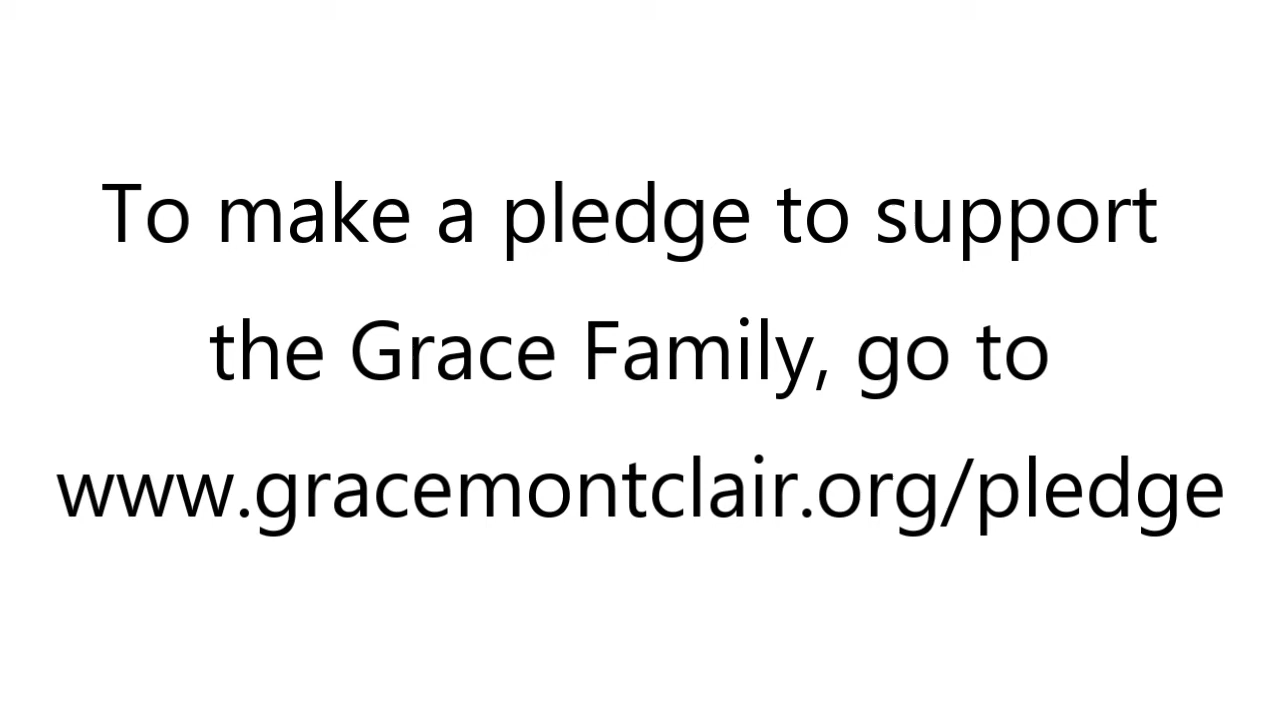 To make a pledge to support
the Grace Family, go to
www.gracemontclair.org/pledge